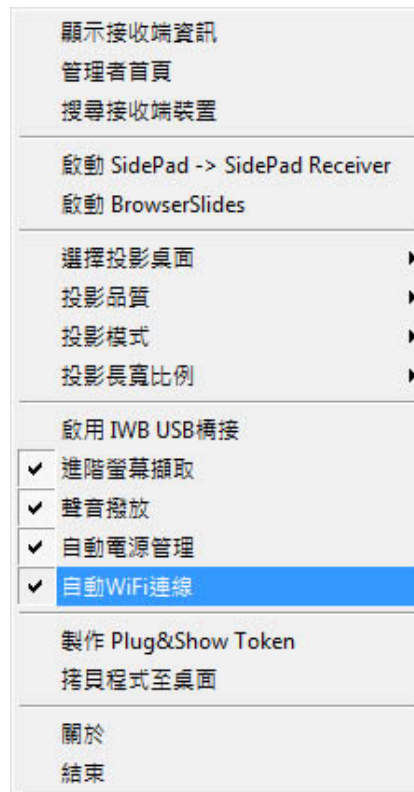 顯示接收端資訊
管理者首頁
搜尋接收端裝置
啟動 SidePad -> SidePad Receiver
啟動 BrowserSlides
選擇投影桌面
投影品質
投影模式
投影長寬比例
啟用 IWB USB橋接
進階螢幕擷取
聲音撥放
自動電源管理
自動WiFi連線
製作 Plug&Show Token
拷貝程式至桌面
關於
結束